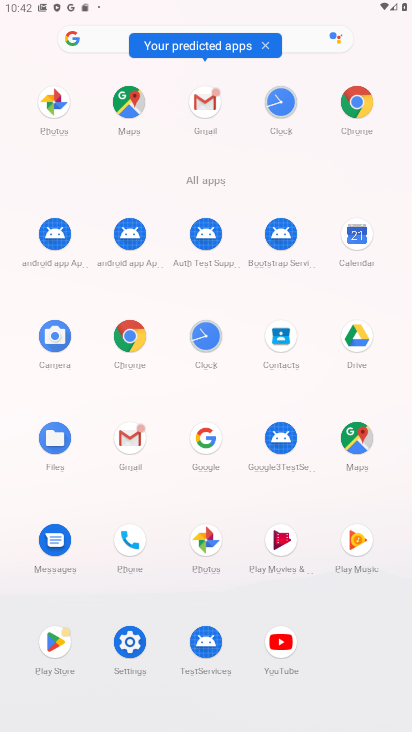 10:42
Your predicted apps
Photos Maps Gmail Clock Chrome
All apps
android app Ap... android app Ap... Auth Test Supp... Bootstrap Servi... Calendar
21
Camera Chrome Clock Contacts Drive
Files Gmail Google Google3TestSe... Maps
Messages Phone Photos Play Movies & ... Play Music
Play Store Settings TestServices YouTube